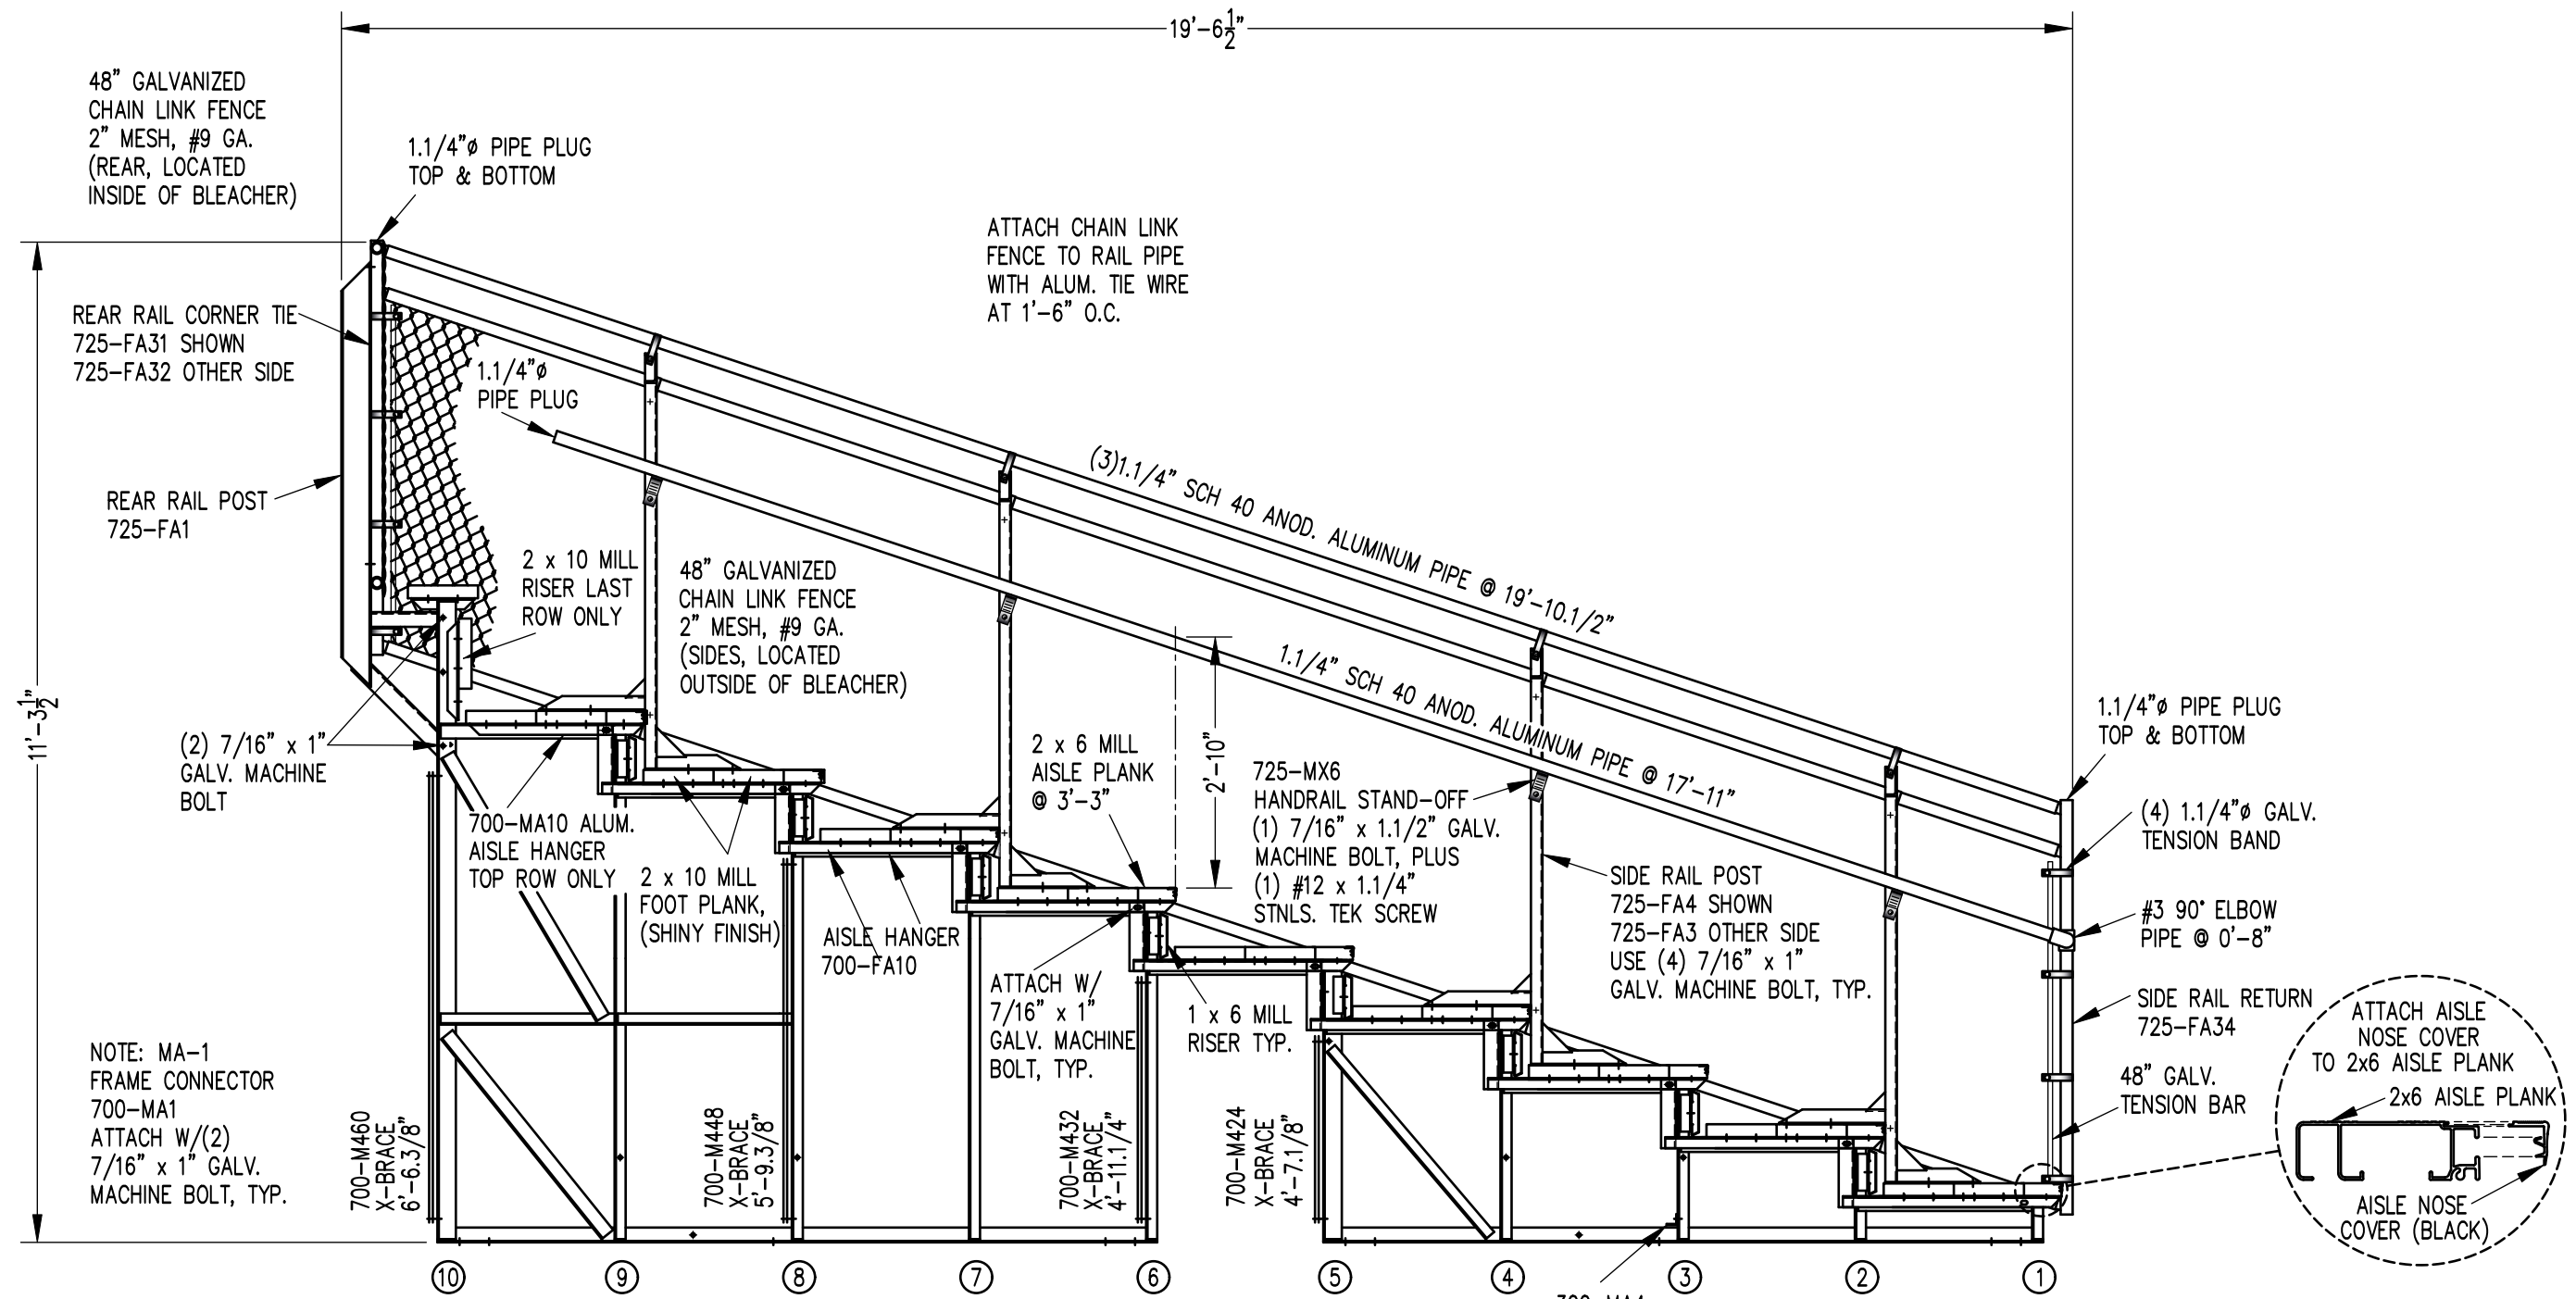 19'-6 1/2"
48" GALVANIZED
CHAIN LINK FENCE
2" MESH, #9 GA.
(REAR, LOCATED
INSIDE OF BLEACHER)
1.1/4"ø PIPE PLUG
TOP & BOTTOM
ATTACH CHAIN LINK
FENCE TO RAIL PIPE
WITH ALUM. TIE WIRE
AT 1'-6" O.C.
REAR RAIL CORNER TIE
725-FA31 SHOWN
725-FA32 OTHER SIDE
1.1/4"ø
PIPE PLUG
(3)1.1/4" SCH 40 ANOD. ALUMINUM PIPE @ 19'-10.1/2"
REAR RAIL POST
725-FA1
2 x 10 MILL
RISER LAST
ROW ONLY
48" GALVANIZED
CHAIN LINK FENCE
2" MESH, #9 GA.
(SIDES, LOCATED
OUTSIDE OF BLEACHER)
1.1/4" SCH 40 ANOD. ALUMINUM PIPE @ 17'-11"
11'-3 1/2"
2'-10"
(2) 7/16" x 1"
GALV. MACHINE
BOLT
700-MA10 ALUM.
AISLE HANGER
TOP ROW ONLY
2 x 10 MILL
FOOT PLANK,
(SHINY FINISH)
AISLE HANGER
700-FA10
2 x 6 MILL
AISLE PLANK
@ 3'-3"
725-MX6
HANDRAIL STAND-OFF
(1) 7/16" x 1.1/2" GALV.
MACHINE BOLT, PLUS
(1) #12 x 1.1/4"
STNLS. TEK SCREW
SIDE RAIL POST
725-FA4 SHOWN
725-FA3 OTHER SIDE
USE (4) 7/16" x 1"
GALV. MACHINE BOLT, TYP.
1.1/4"ø PIPE PLUG
TOP & BOTTOM
(4) 1.1/4"ø GALV.
TENSION BAND
#3 90° ELBOW
PIPE @ 0'-8"
SIDE RAIL RETURN
725-FA34
48" GALV.
TENSION BAR
ATTACH W/
7/16" x 1"
GALV. MACHINE
BOLT, TYP.
1 x 6 MILL
RISER TYP.
NOTE: MA-1
FRAME CONNECTOR
700-MA1
ATTACH W/(2)
7/16" x 1" GALV.
MACHINE BOLT, TYP.
700-M460
X-BRACE
6'-6.3/8"
700-M448
X-BRACE
5'-9.3/8"
700-M432
X-BRACE
4'-11.1/4"
700-M424
X-BRACE
4'-7.1/8"
ATTACH AISLE
NOSE COVER
TO 2x6 AISLE PLANK
2x6 AISLE PLANK
AISLE NOSE
COVER (BLACK)
10 9 8 7 6 5 4 3 2 1